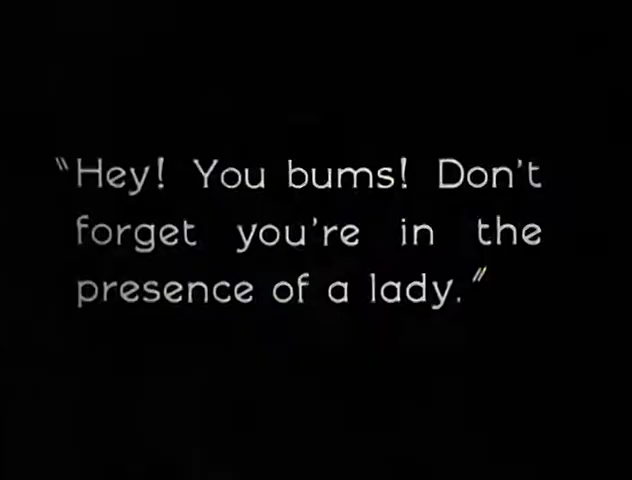 "Hey! You bums! Don't
forget you're in the
presence of a lady."